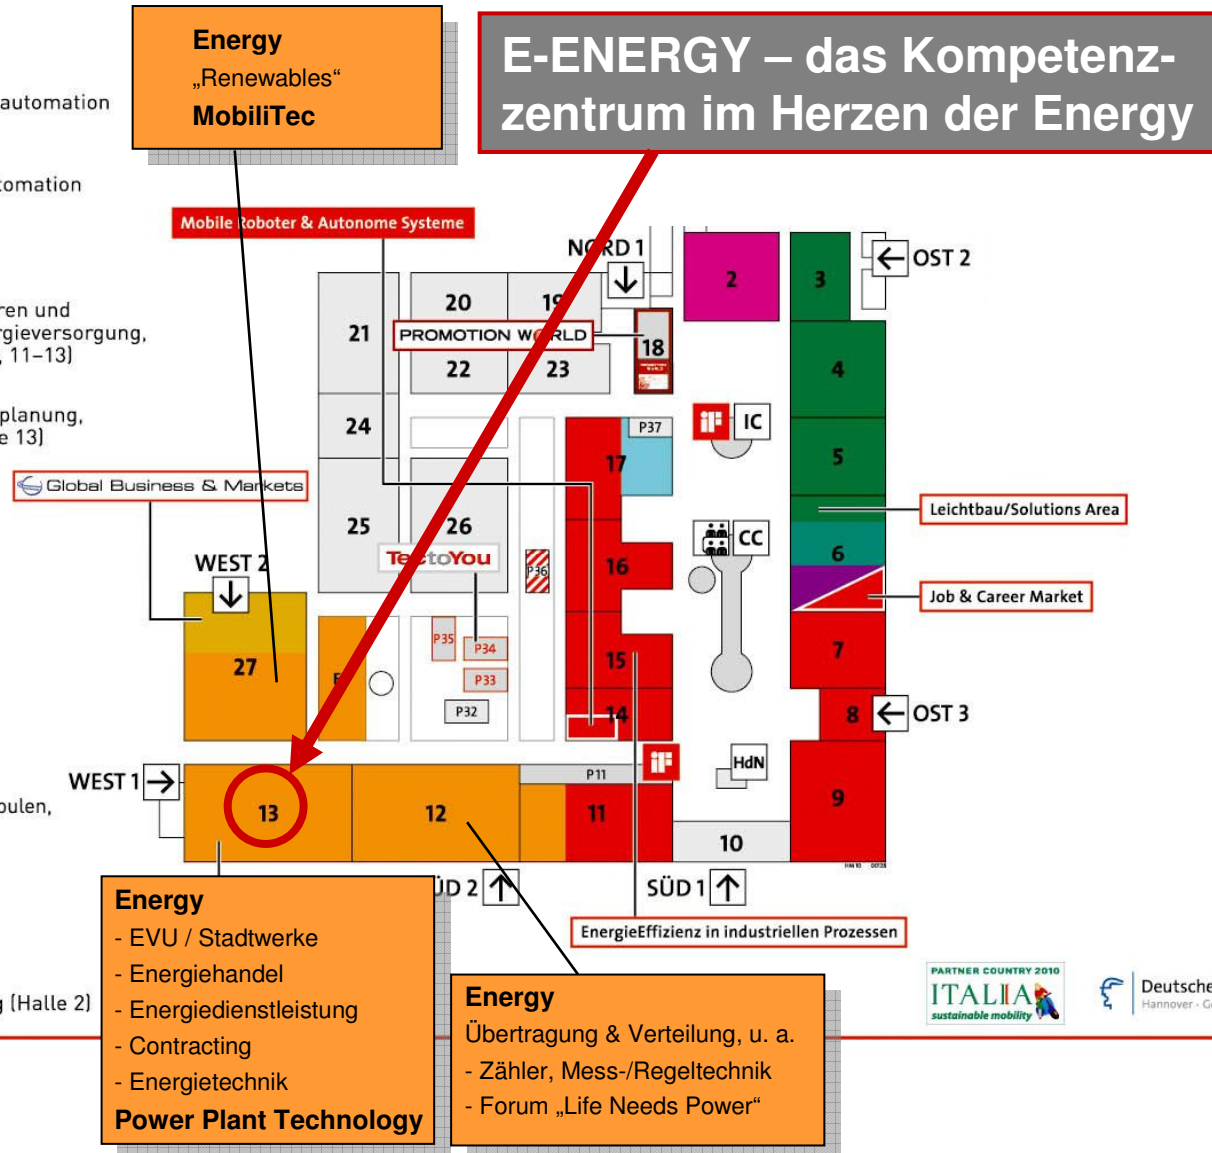 Energy
„Renewables“
MobiliTec
E-ENERGY – das Kompetenz-
zentrum im Herzen der Energy
automation
tomation
Mobile Roboter & Autonome Systeme
NORD 1
OST 2
2
3
20
19
21
PROMOTION WORLD
18
22
23
4
ren und
rgieversorgung,
, 11–13)
planung,
e 13)
24
P37
iF
IC
17
5
Global Business & Markets
25
26
TectoYou
P36
16
CC
6
Leichtbau/Solutions Area
Job & Career Market
WEST 2
27
P35
P34
P33
P32
15
14
7
8
OST 3
WEST 1
13
12
P11
iF
11
HdN
10
9
oulen,
ÜD 2
SÜD 1
EnergieEffizienz in industriellen Prozessen
Energy
- EVU / Stadtwerke
- Energiehandel
- Energiedienstleistung
- Contracting
- Energietechnik
Power Plant Technology
Energy
Übertragung & Verteilung, u. a.
- Zähler, Mess-/Regeltechnik
- Forum „Life Needs Power“
g (Halle 2)
PARTNER COUNTRY 2010
ITALIA
sustainable mobility
Deutsche
Hannover - G